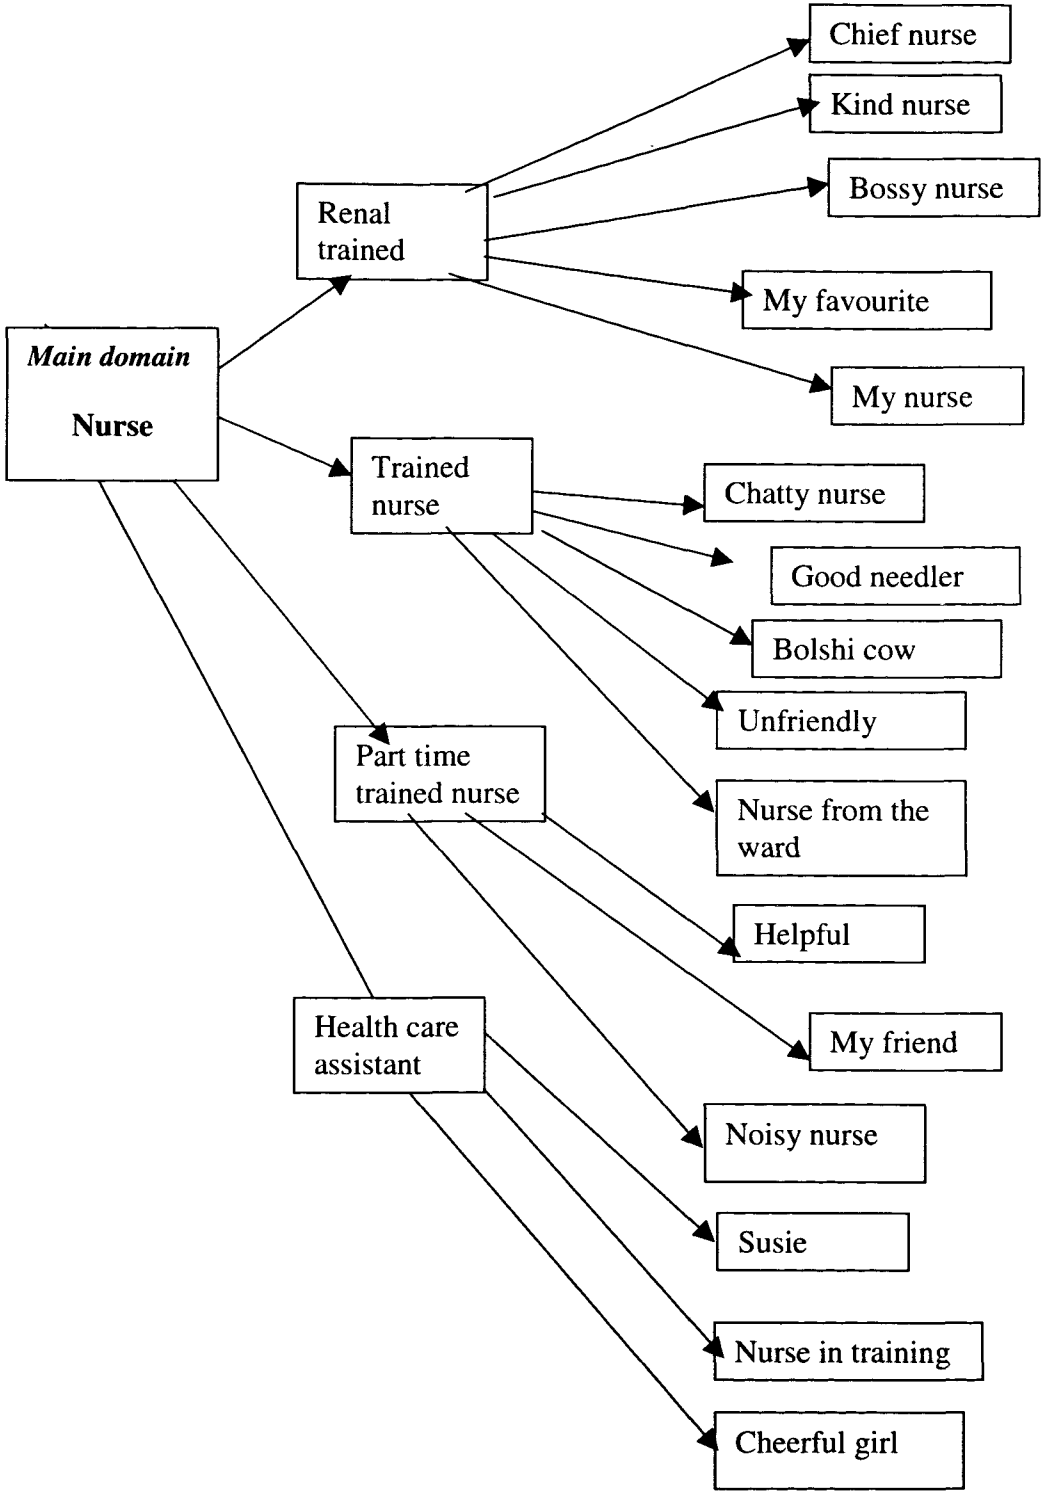 Chief nurse
Kind nurse
Bossy nurse
Renal
trained
My favourite
Main domain
Nurse
My nurse
Trained
nurse
Chatty nurse
Good needler
Bolshi cow
Unfriendly
Part time
trained nurse
Nurse from the
ward
Helpful
Health care
assistant
My friend
Noisy nurse
Susie
Nurse in training
Cheerful girl